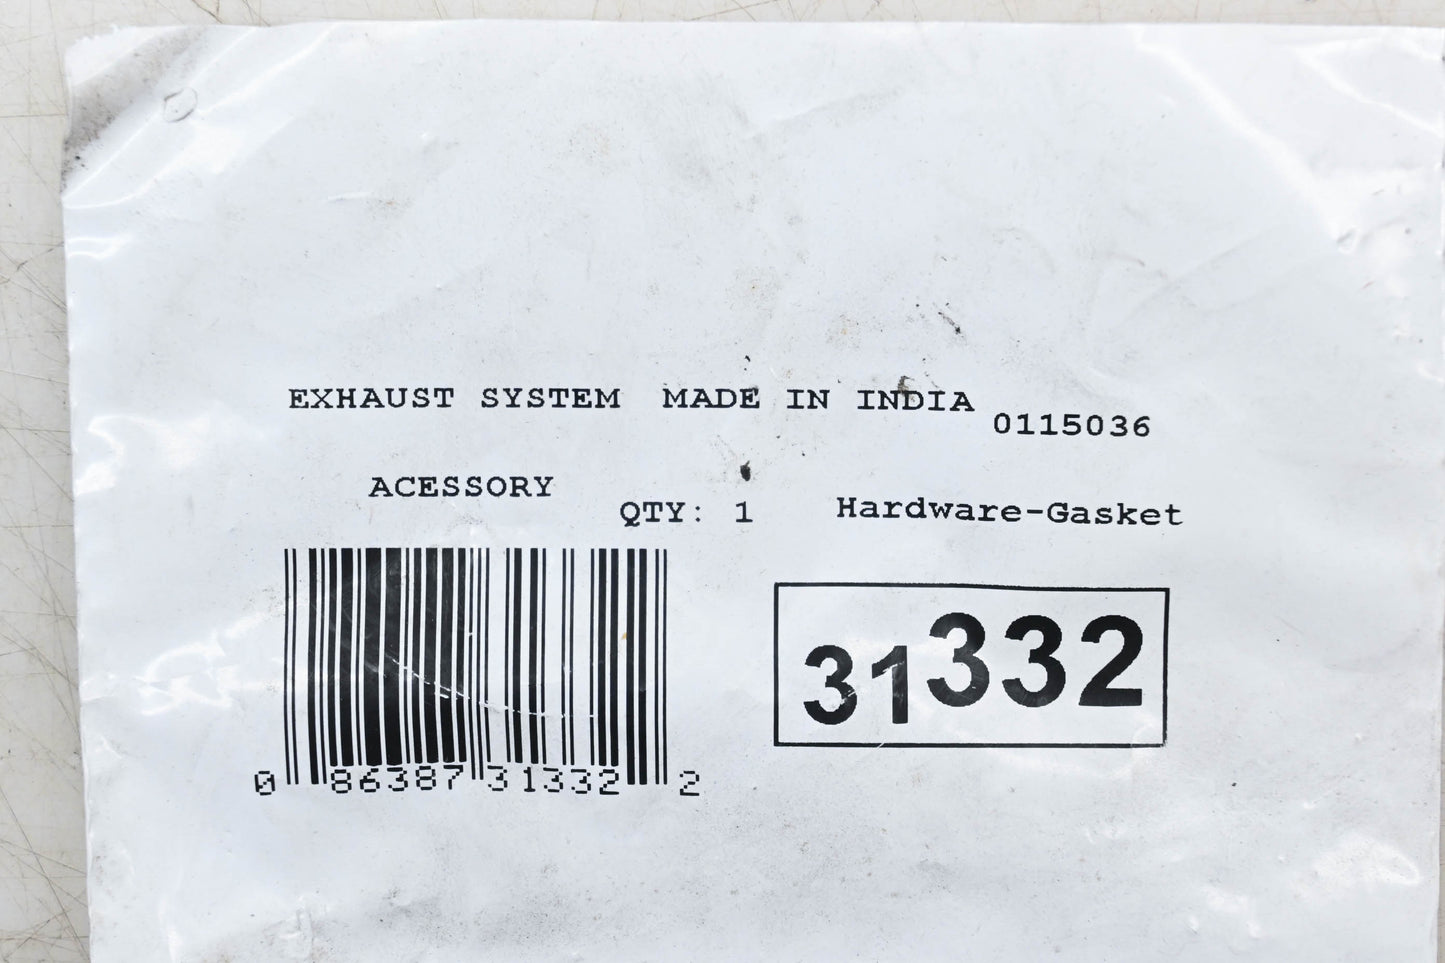 EXHAUST SYSTEM MADE IN INDIA
0115036
ACESSORY
QTY: 1
Hardware-Gasket
31332
0 86387 31332 2